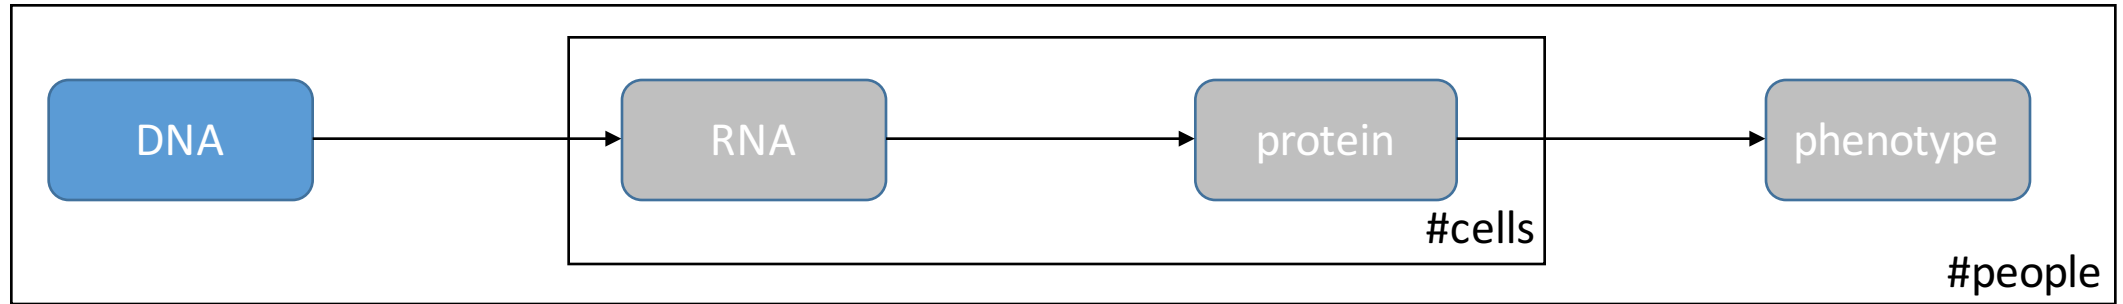 DNA
RNA
protein
phenotype
#cells
#people